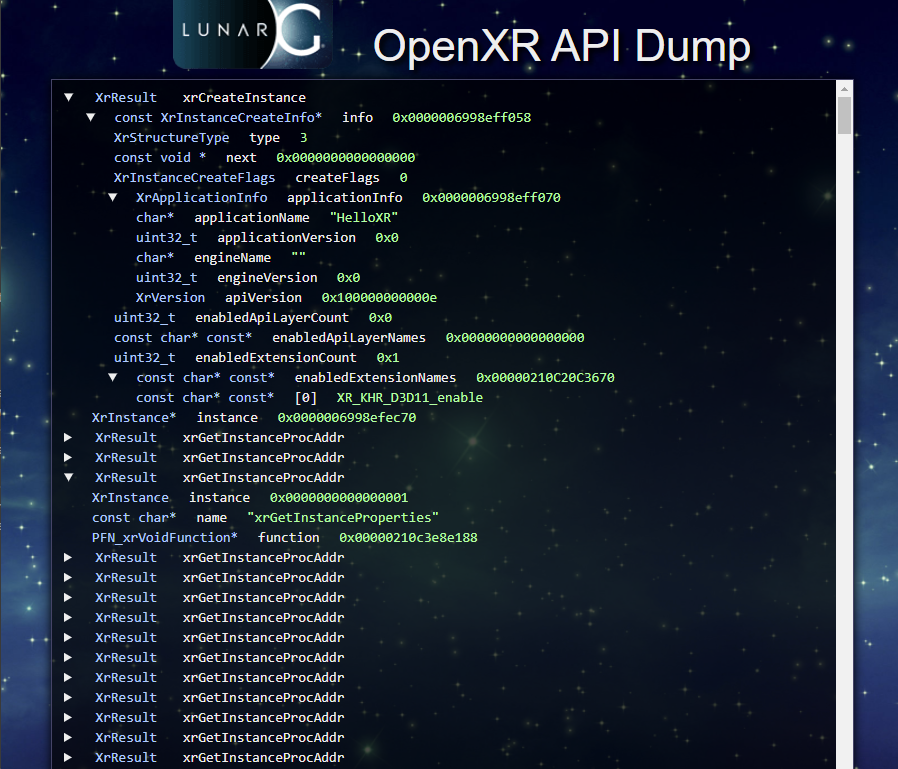 LUNARG
OpenXR API Dump
XrResult xrCreateInstance
const XrInstanceCreateInfo* info 0x0000006998eff058
XrStructureType type 3
const void * next 0x0000000000000000
XrInstanceCreateFlags createFlags 0
XrApplicationInfo applicationInfo 0x0000006998eff070
char* applicationName "HelloXR"
uint32_t applicationVersion 0x0
char* engineName ""
uint32_t engineVersion 0x0
XrVersion apiVersion 0x100000000000e
uint32_t enabledApiLayerCount 0x0
const char* const* enabledApiLayerNames 0x0000000000000000
uint32_t enabledExtensionCount 0x1
const char* const* enabledExtensionNames 0x00000210C20C3670
const char* const* [0] XR_KHR_D3D11_enable
XrInstance* instance 0x0000006998efec70
XrResult xrGetInstanceProcAddr
XrResult xrGetInstanceProcAddr
XrResult xrGetInstanceProcAddr
XrInstance instance 0x0000000000000001
const char* name "xrGetInstanceProperties"
PFN_xrVoidFunction* function 0x00000210c3e8e188
XrResult xrGetInstanceProcAddr
XrResult xrGetInstanceProcAddr
XrResult xrGetInstanceProcAddr
XrResult xrGetInstanceProcAddr
XrResult xrGetInstanceProcAddr
XrResult xrGetInstanceProcAddr
XrResult xrGetInstanceProcAddr
XrResult xrGetInstanceProcAddr
XrResult xrGetInstanceProcAddr
XrResult xrGetInstanceProcAddr
XrResult xrGetInstanceProcAddr